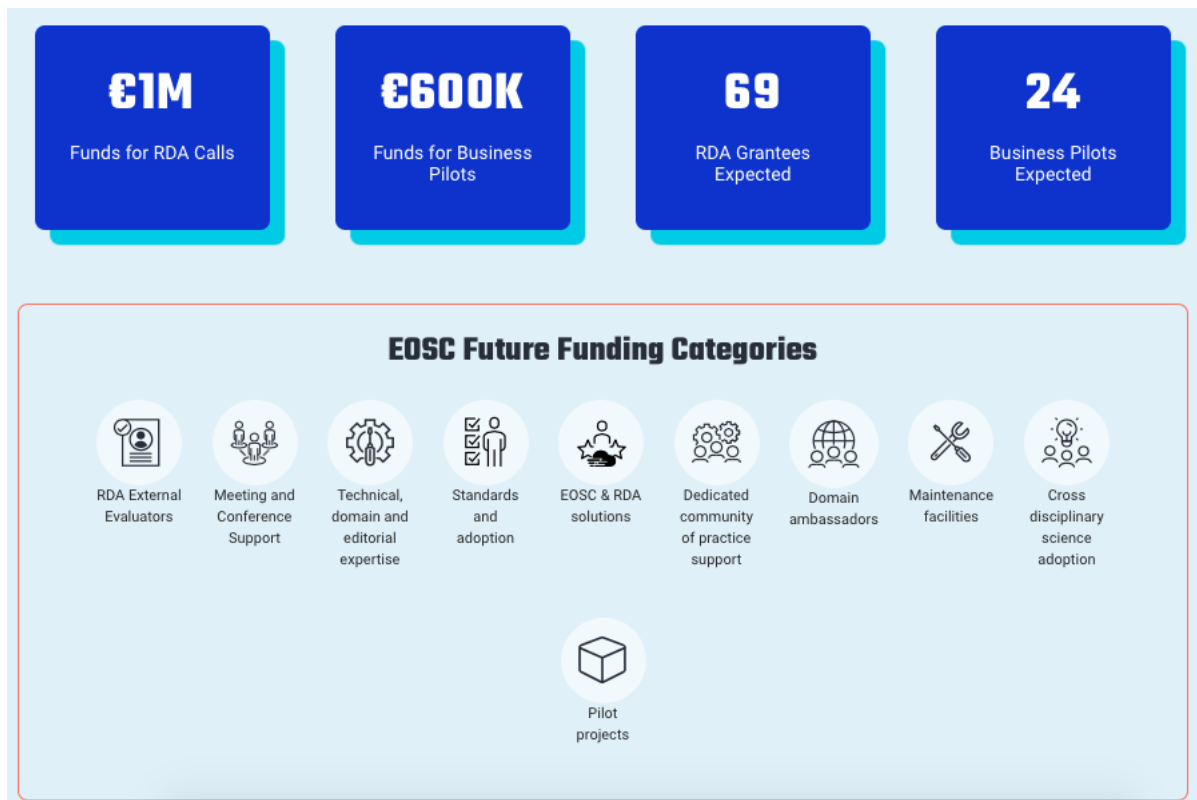 €1M
Funds for RDA Calls
€600K
Funds for Business
Pilots
69
RDA Grantees
Expected
24
Business Pilots
Expected
EOSC Future Funding Categories
RDA External
Evaluators
Meeting and
Conference
Support
Technical,
domain and
editorial
expertise
Standards
and
adoption
EOSC & RDA
solutions
Dedicated
community
of practice
support
Domain
ambassadors
Maintenance
facilities
Cross
disciplinary
science
adoption
Pilot
projects